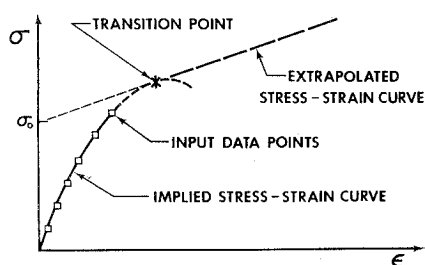 σ
TRANSITION POINT
EXTRAPOLATED
STRESS-STRAIN CURVE
σ₀
INPUT DATA POINTS
IMPLIED STRESS-STRAIN CURVE
ϵ